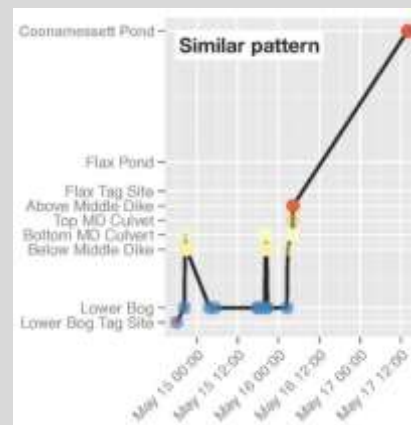 Coonamessett Pond
Similar pattern
Flax Pond
Flax Tag Site
Above Middle Dike
Top MD Culvet
Bottom MD Culvert
Below Middle Dike
Lower Bog
Lower Bog Tag Site
May 15 00:00
May 15 12:00
May 16 00:00
May 16 12:00
May 17 00:00
May 17 12:00